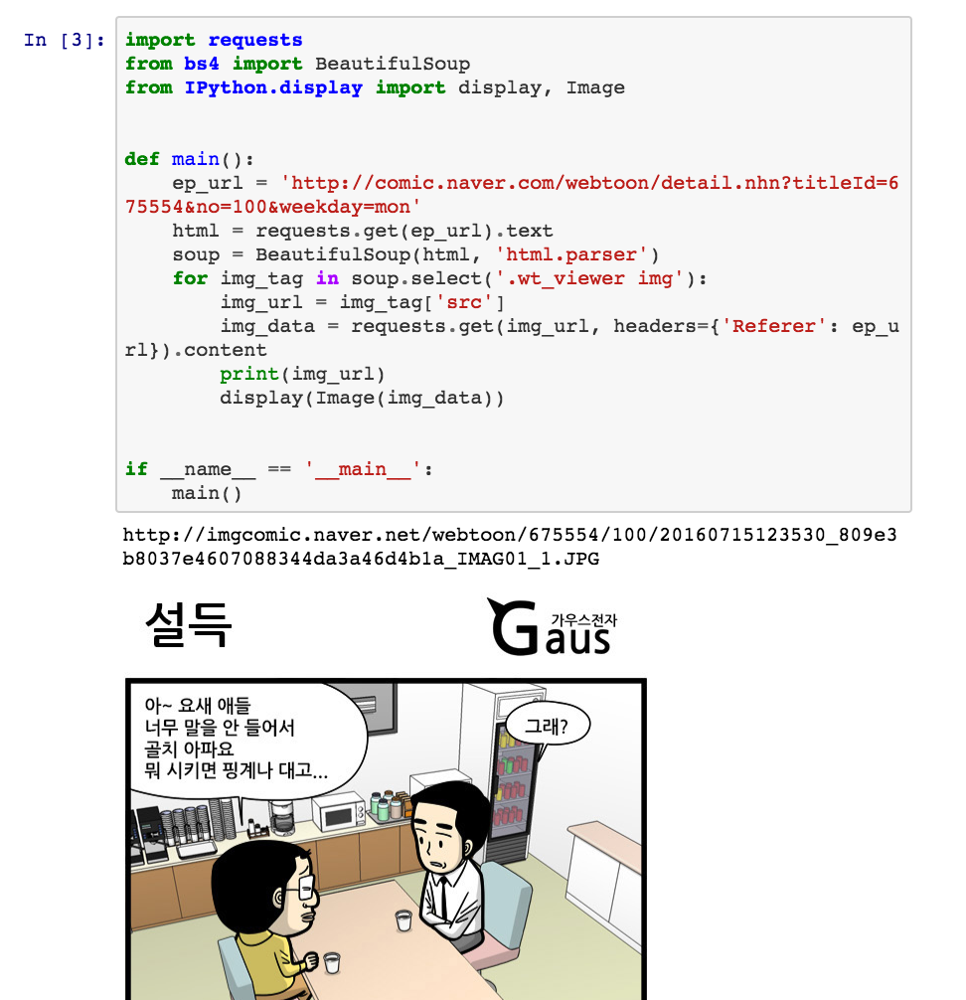 In [3]:
import requests
from bs4 import BeautifulSoup
from IPython.display import display, Image
def main():
    ep_url = 'http://comic.naver.com/webtoon/detail.nhn?titleId=6
75554&no=100&weekday=mon'
    html = requests.get(ep_url).text
    soup = BeautifulSoup(html, 'html.parser')
    for img_tag in soup.select('.wt_viewer img'):
        img_url = img_tag['src']
        img_data = requests.get(img_url, headers={'Referer': ep_u
rl}).content
        print(img_url)
        display(Image(img_data))
if __name__ == '__main__':
    main()
http://imgcomic.naver.net/webtoon/675554/100/20160715123530_809e3
b8037e4607088344da3a46d4b1a_IMAG01_1.JPG
설득
가우스전자
Gaus
아~ 요새 애들
너무 말을 안 들어서
골치 아파요
뭐 시키면 핑계나 대고...
그래?